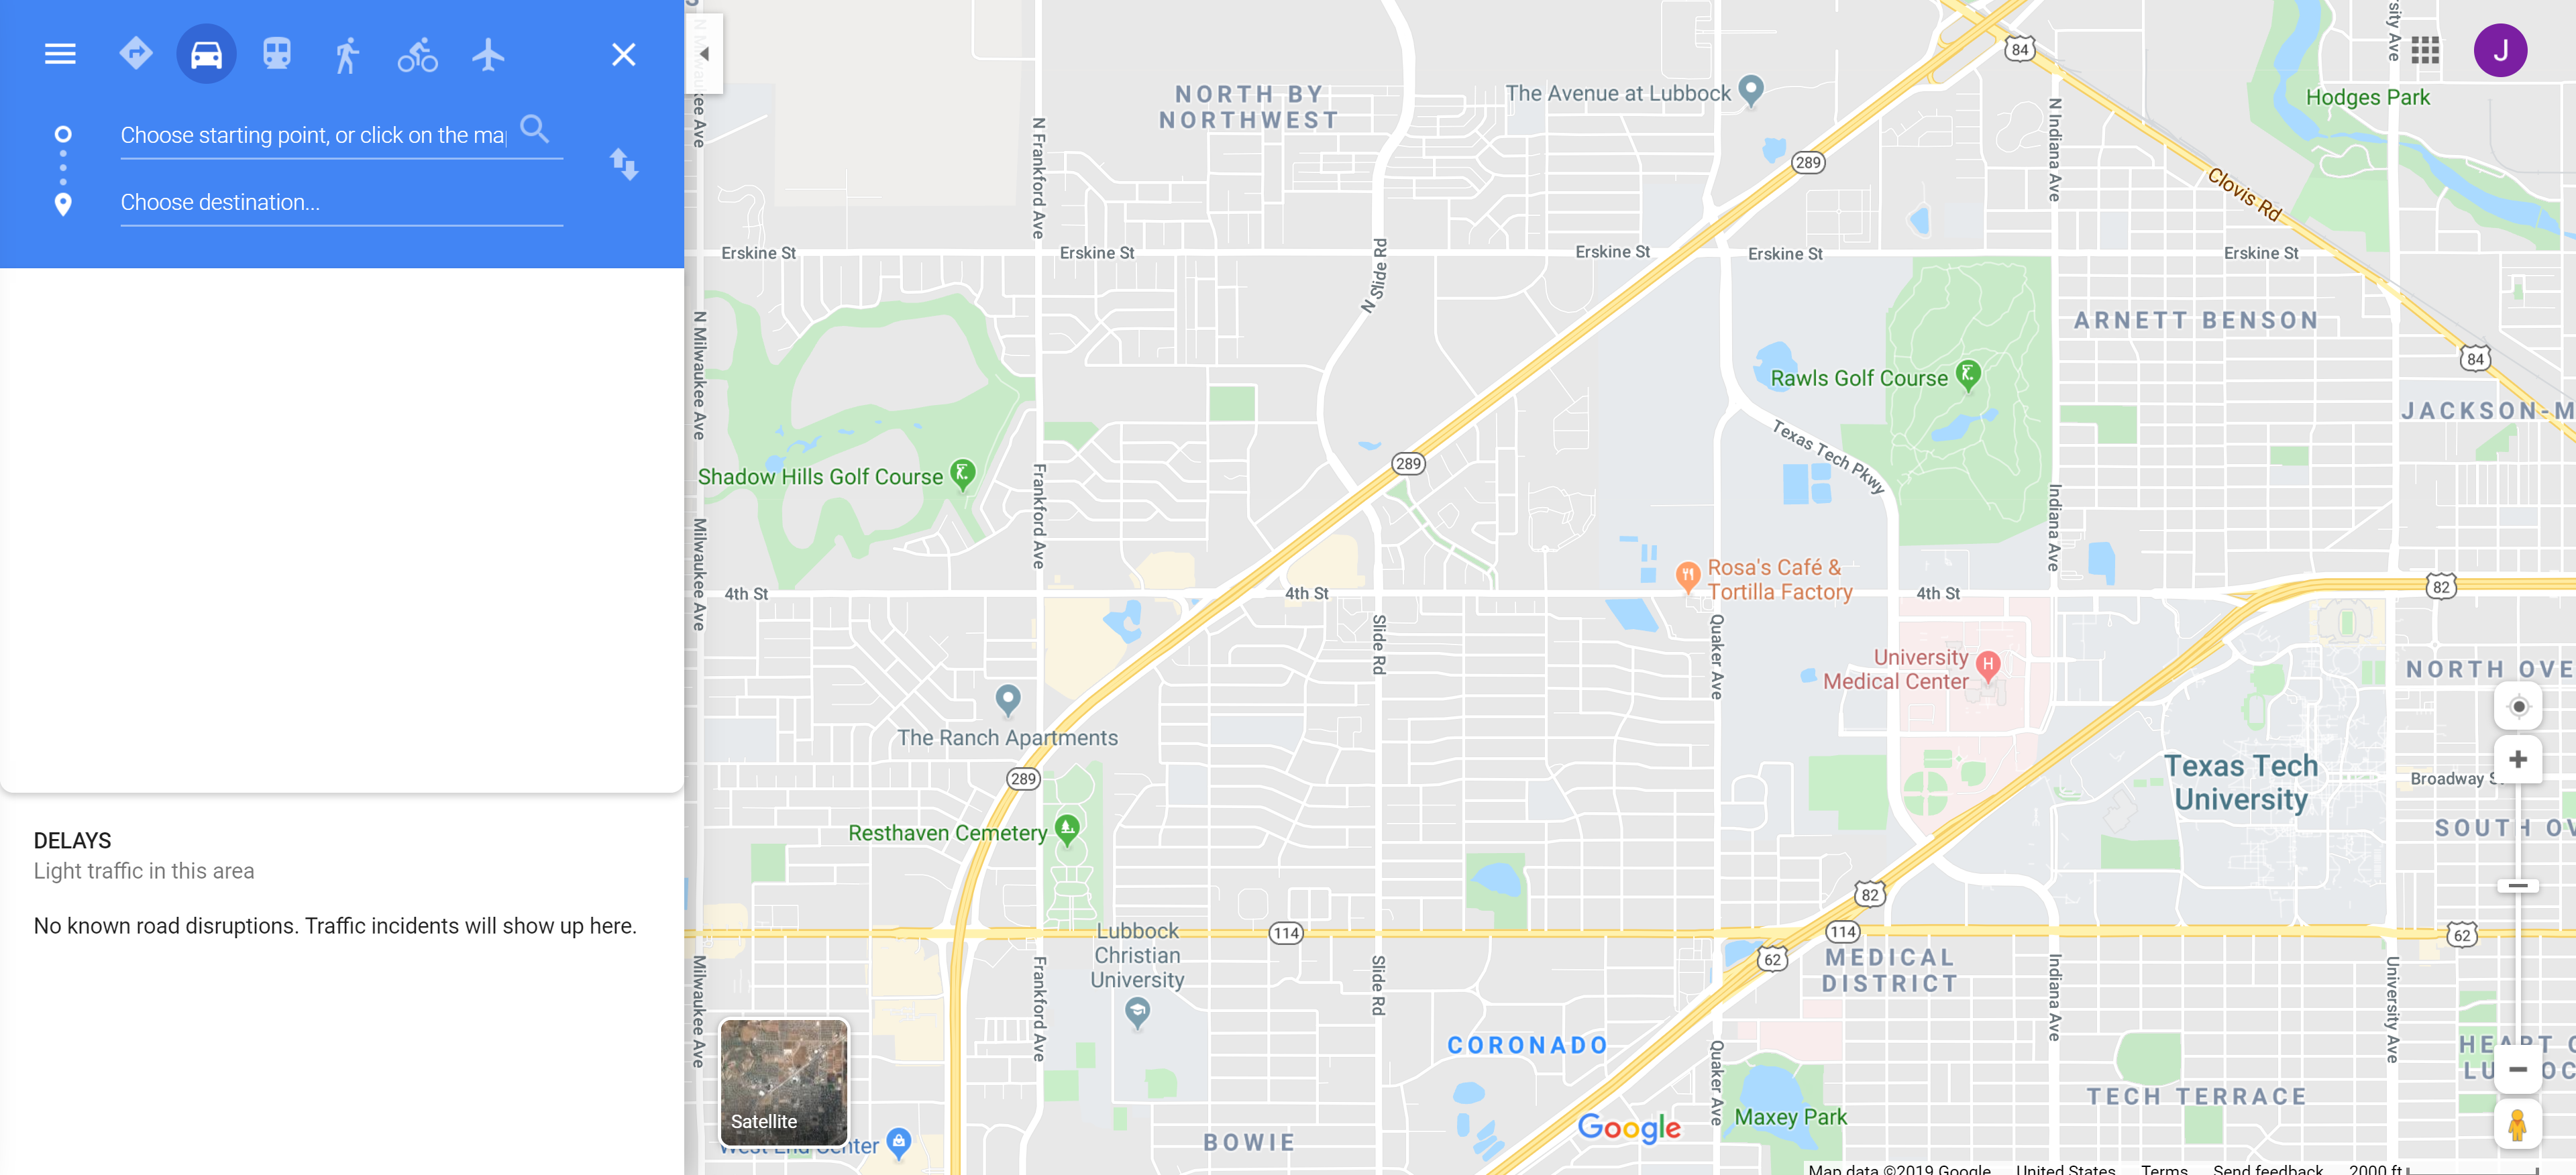 J
Choose starting point, or click on the ma
Choose destination...
DELAYS
Light traffic in this area
No known road disruptions. Traffic incidents will show up here.
Satellite
NORTH BY
NORTHWEST
The Avenue at Lubbock
84
289
N Indiana Ave
Hodges Park
Clovis Rd
N Frankford Ave
N Slide Rd
Erskine St
Erskine St
Erskine St
Erskine St
Erskine St
ARNETT BENSON
84
N Milwaukee Ave
Rawls Golf Course
JACKSON-M
Texas Tech Pkwy
Shadow Hills Golf Course
289
Frankford Ave
Indiana Ave
Milwaukee Ave
Rosa's Café &
Tortilla Factory
4th St
4th St
4th St
82
Slide Rd
Quaker Ave
University
Medical Center
NORTH OVE
The Ranch Apartments
289
Texas Tech
University
Broadway S
SOUTH OV
Resthaven Cemetery
82
114
114
62
62
Lubbock
Christian
University
MEDICAL
DISTRICT
Milwaukee Ave
Frankford Ave
Slide Rd
Indiana Ave
University Ave
CORONADO
Quaker Ave
TECH TERRACE
Maxey Park
BOWIE
West End Center
Google
Map data ©2019 Google
United States
Terms
Send feedback
2000 ft